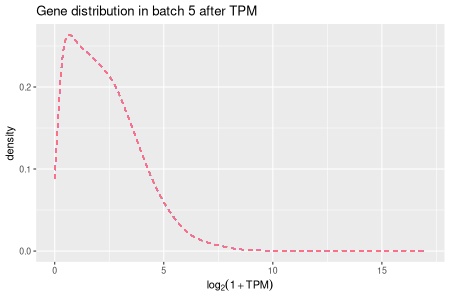 Gene distribution in batch 5 after TPM
density
0.2
0.1
0.0
0
5
10
15
log₂(1 + TPM)